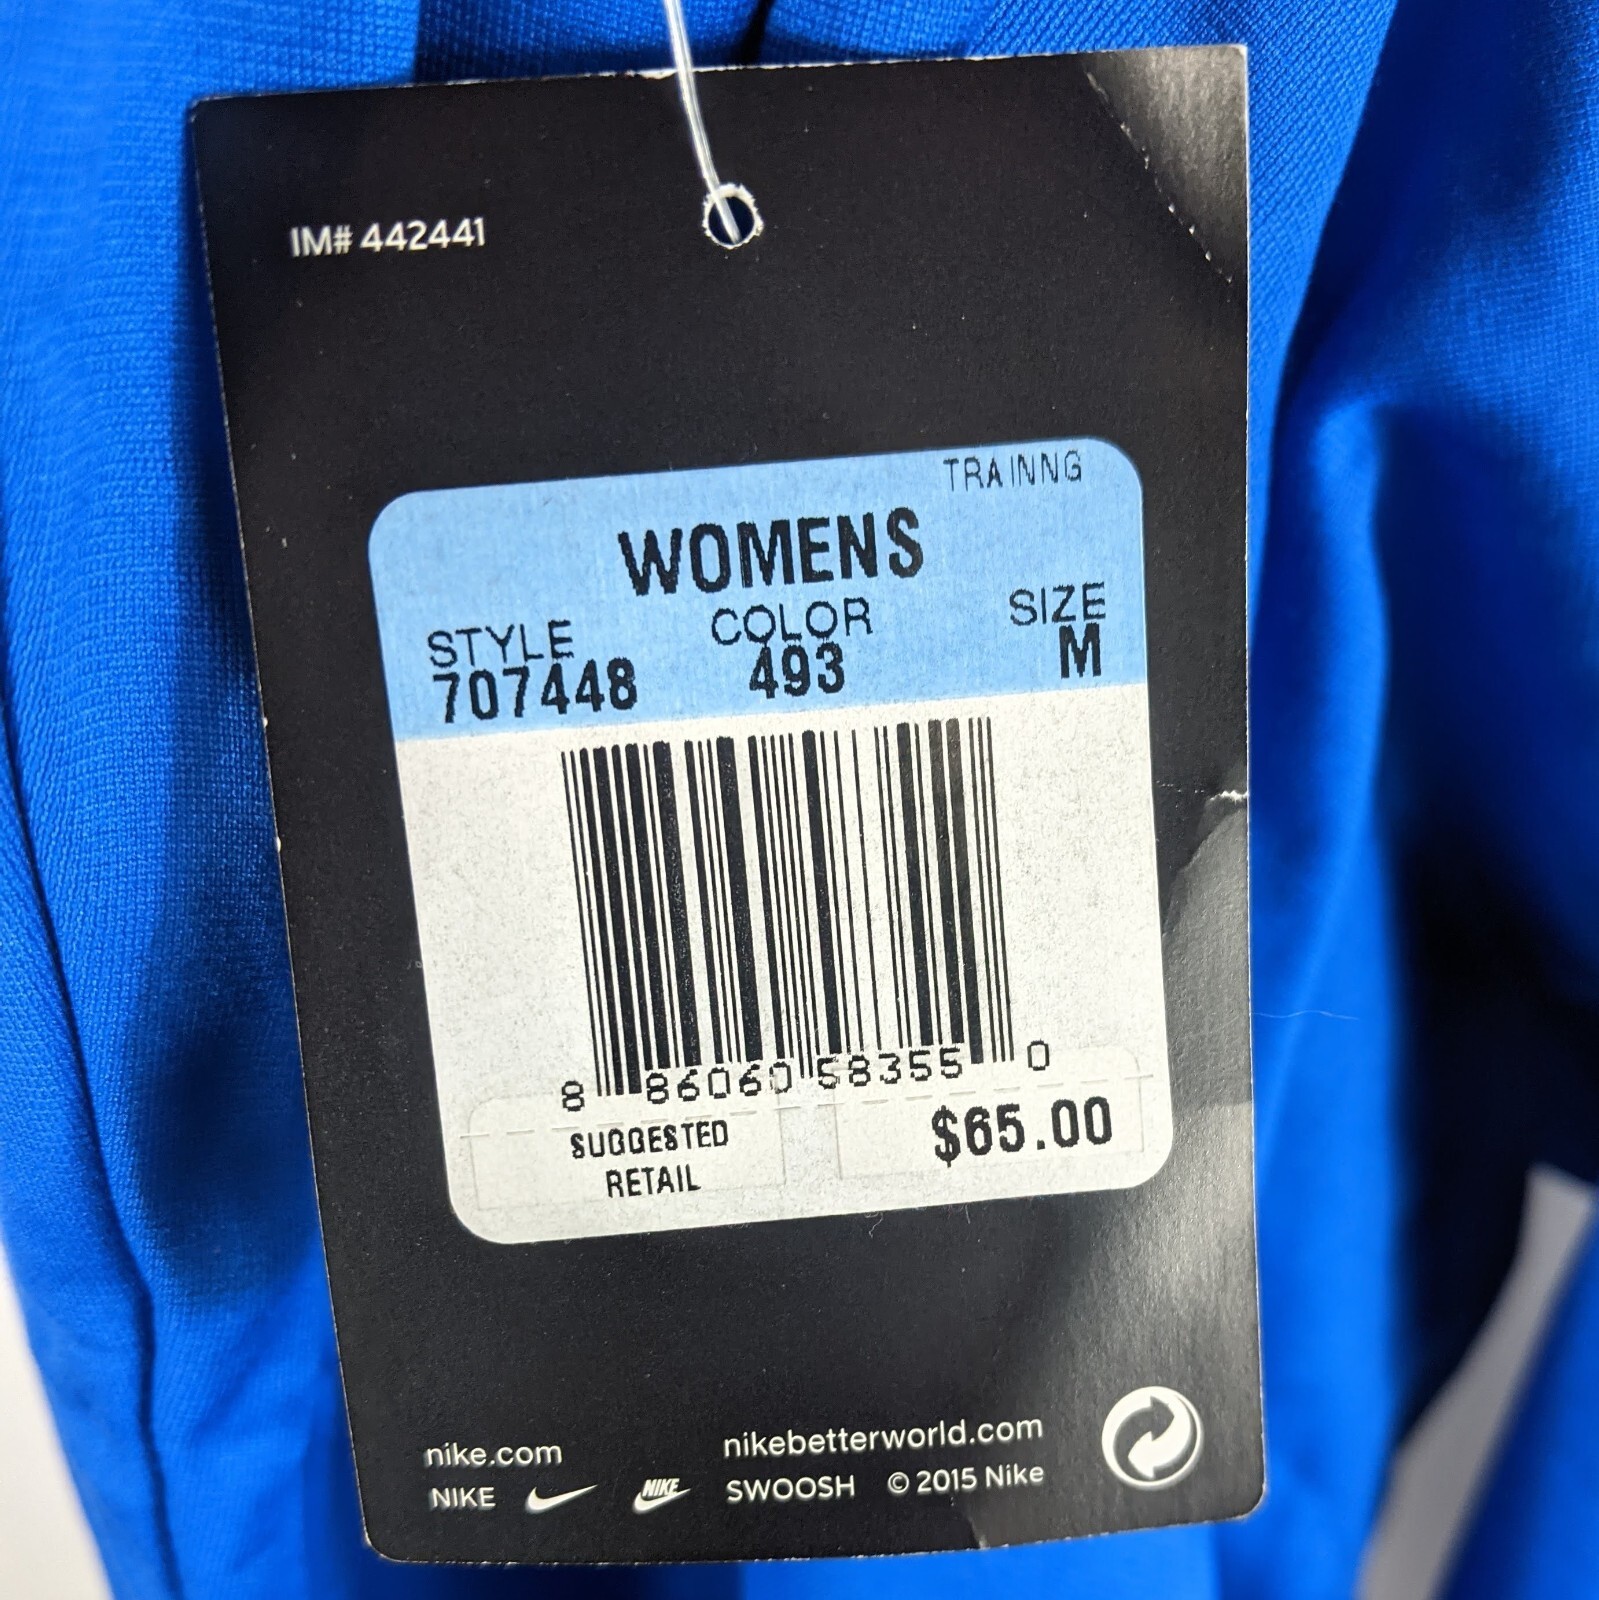 IM# 442441
TRAINNG
WOMENS
STYLE COLOR SIZE
707448 493 M
8 86060 58355 0
SUGGESTED
RETAIL
$65.00
nike.com nikebetterworld.com
NIKE NIKE SWOOSH © 2015 Nike